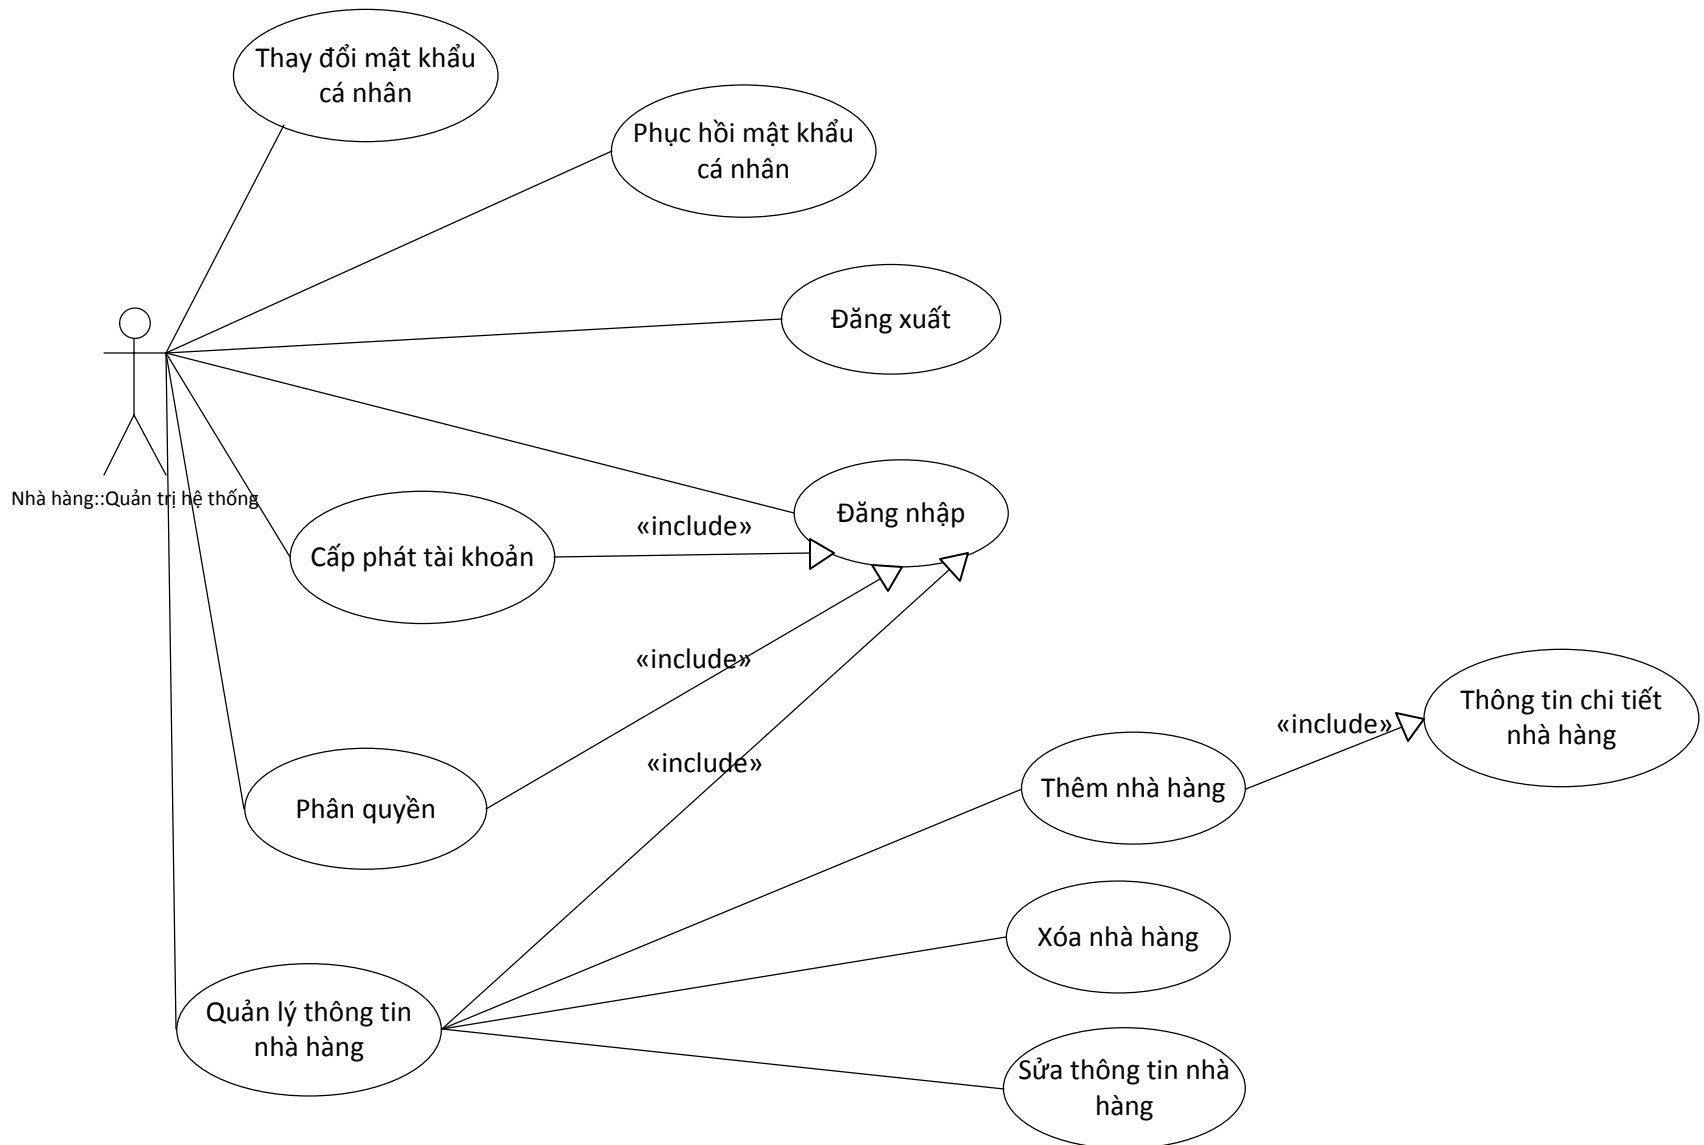 Thay đổi mật khẩu
cá nhân
Phục hồi mật khẩu
cá nhân
Đăng xuất
Nhà hàng::Quản trị hệ thống
Đăng nhập
«include»
Cấp phát tài khoản
«include»
Thông tin chi tiết
nhà hàng
«include»
«include»
Thêm nhà hàng
Phân quyền
Xóa nhà hàng
Quản lý thông tin
nhà hàng
Sửa thông tin nhà
hàng